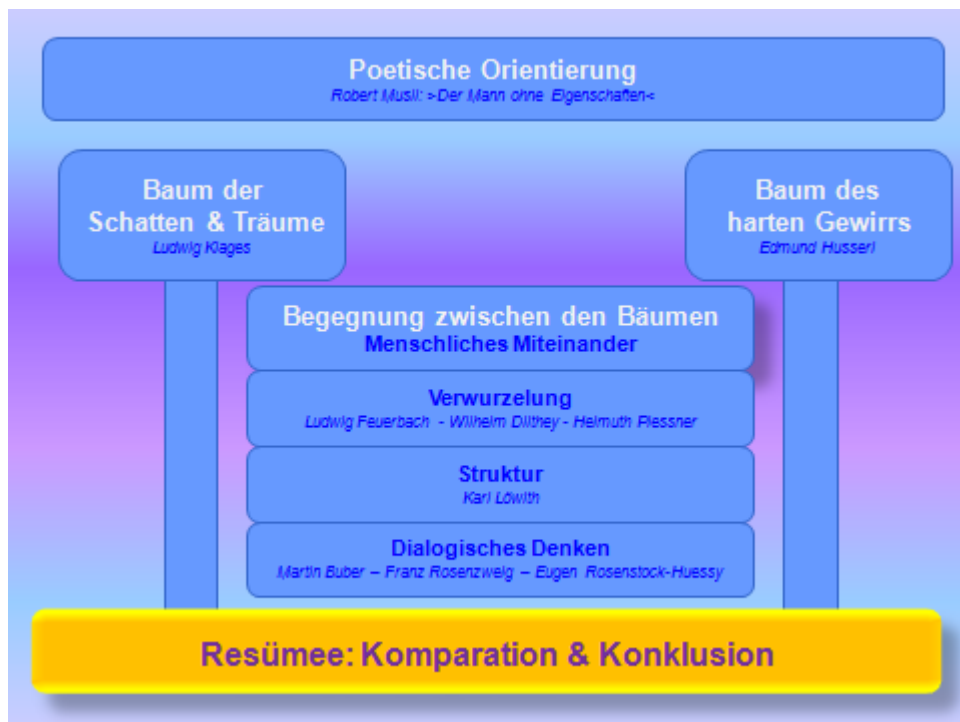 Poetische Orientierung
Robert Musil: >Der Mann ohne Eigenschaften<
Baum der
Schatten & Träume
Ludwig Klages
Baum des
harten Gewirrs
Edmund Husserl
Begegnung zwischen den Bäumen
Menschliches Miteinander
Verwurzelung
Ludwig Feuerbach - Wilhelm Dilthey - Helmuth Plessner
Struktur
Karl Löwith
Dialogisches Denken
Martin Buber – Franz Rosenzweig – Eugen Rosenstock-Huessy
Resümee: Komparation & Konklusion